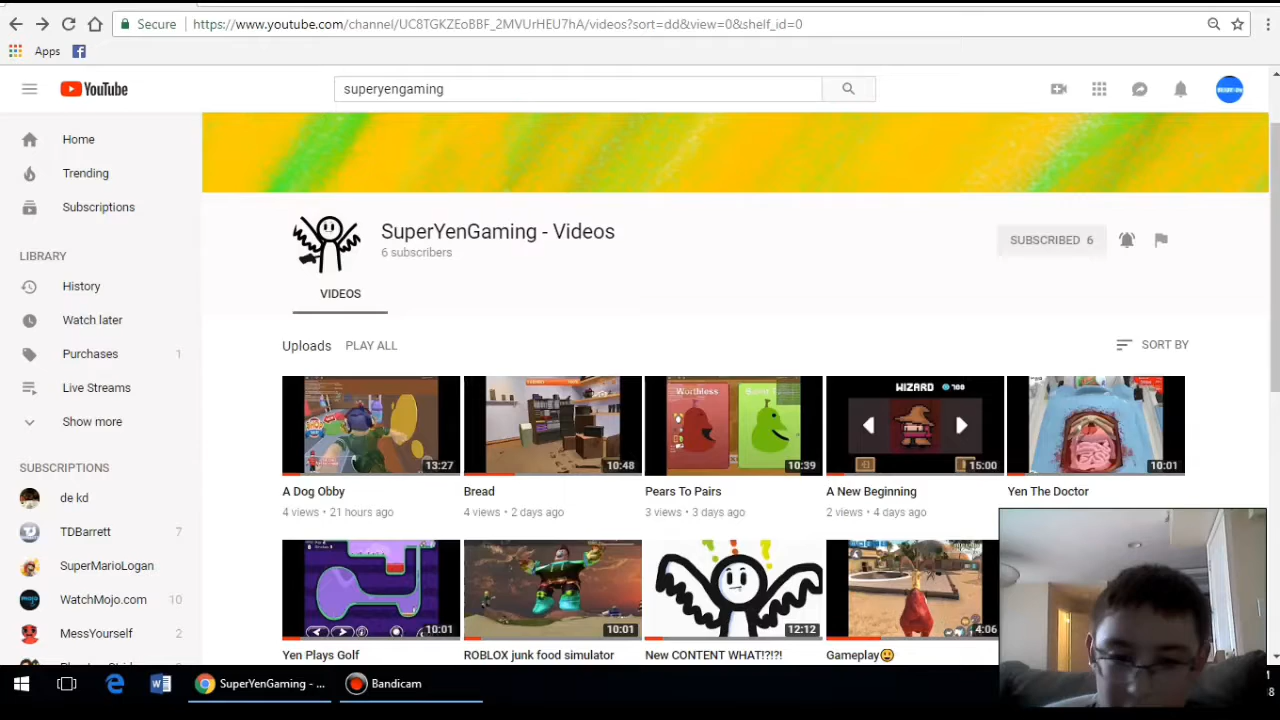 Secure https://www.youtube.com/channel/UC8TGKZEoBBF_2MVUrHEU7hA/videos?sort=dd&view=0&shelf_id=0
Apps
YouTube
superyengaming
Home
Trending
Subscriptions
LIBRARY
History
Watch later
Purchases 1
Live Streams
Show more
SUBSCRIPTIONS
de kd
TDBarrett 7
SuperMarioLogan
WatchMojo.com 10
MessYourself 2
SuperYenGaming - Videos
6 subscribers
SUBSCRIBED 6
VIDEOS
Uploads PLAY ALL
SORT BY
13:27
10:48
Worthless
10:39
WIZARD 700
15:00
10:01
A Dog Obby
Bread
Pears To Pairs
A New Beginning
Yen The Doctor
4 views • 21 hours ago
4 views • 2 days ago
3 views • 3 days ago
2 views • 4 days ago
10:01
10:01
12:12
4:06
Yen Plays Golf
ROBLOX junk food simulator
New CONTENT WHAT!?!?!
Gameplay😃
SuperYenGaming - ...
Bandicam